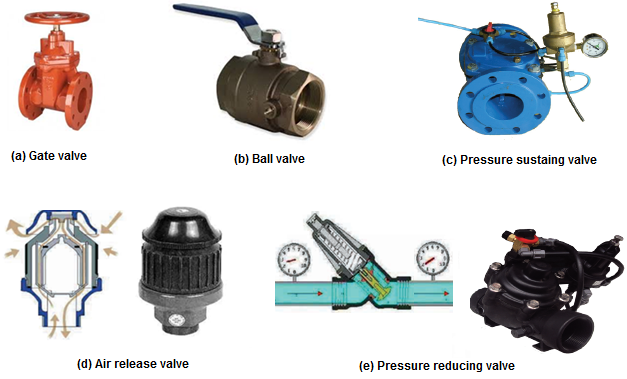 (a) Gate valve
(b) Ball valve
(c) Pressure sustaing valve
(d) Air release valve
(e) Pressure reducing valve